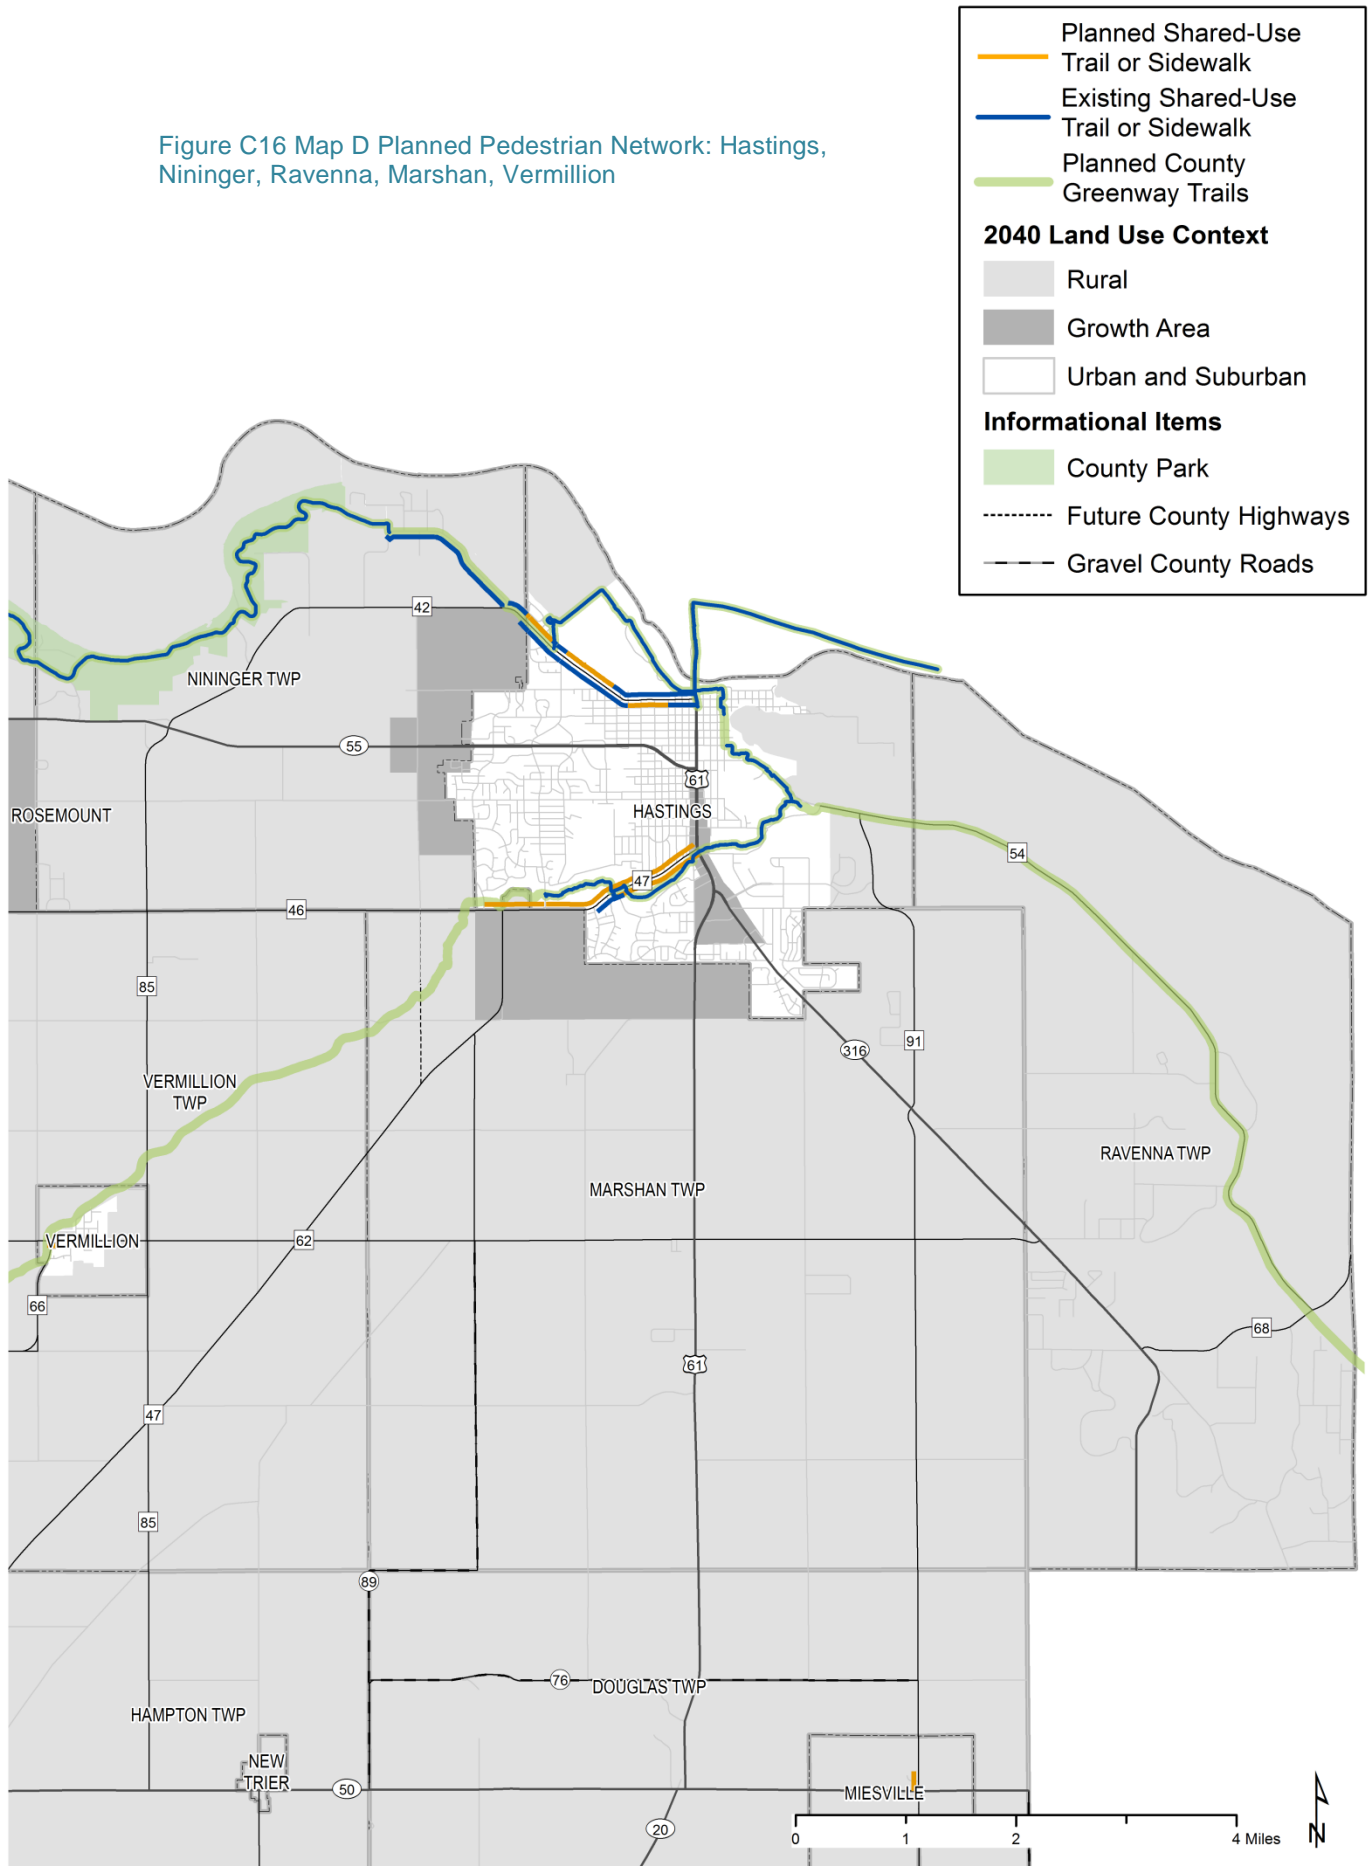 Planned Shared-Use
Trail or Sidewalk
Existing Shared-Use
Trail or Sidewalk
Planned County
Greenway Trails
2040 Land Use Context
Rural
Growth Area
Urban and Suburban
Informational Items
County Park
Future County Highways
Gravel County Roads
Figure C16 Map D Planned Pedestrian Network: Hastings,
Nininger, Ravenna, Marshan, Vermillion
42
NININGER TWP
55
61
ROSEMOUNT
HASTINGS
54
47
46
85
91
316
VERMILLION
TWP
RAVENNA TWP
MARSHAN TWP
VERMILLION
62
66
68
61
47
85
89
76
DOUGLAS TWP
HAMPTON TWP
NEW
TRIER
50
MIESVILLE
20
0 1 2 4 Miles
N